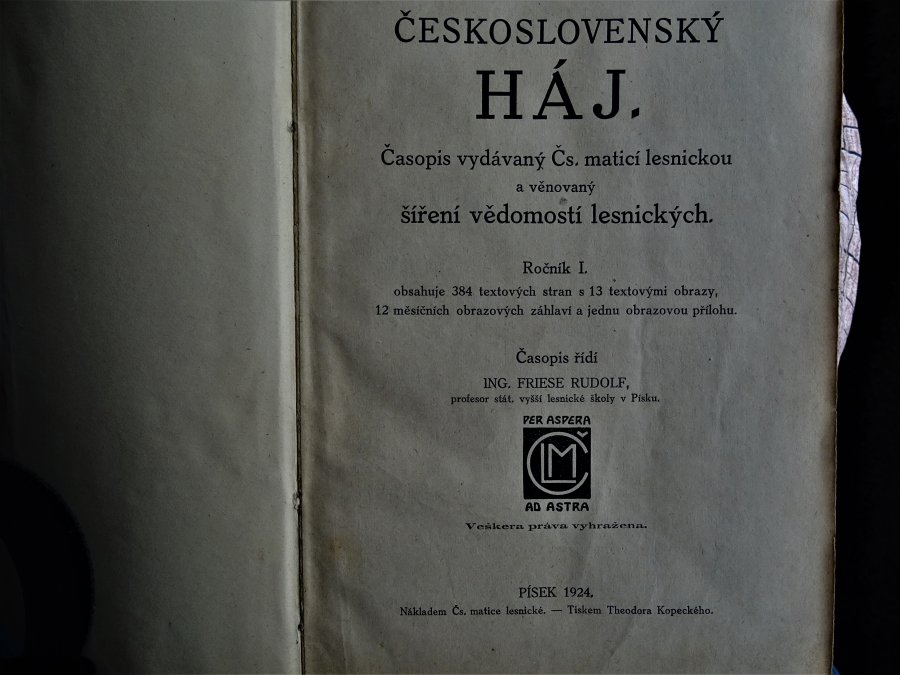 ČESKOSLOVENSKÝ
HÁJ.
Časopis vydávaný Čs. maticí lesnickou
a věnovaný
šíření vědomostí lesnických.
Ročník I.
obsahuje 384 textových stran s 13 textovými obrazy,
12 měsíčních obrazových záhlaví a jednu obrazovou přílohu.
Časopis řídí
ING. FRIESE RUDOLF,
profesor stát. vyšší lesnické školy v Písku.
PER ASPERA
ČLM
AD ASTRA
Veškera práva vyhražena.
PÍSEK 1924.
Nákladem Čs. matice lesnické. — Tiskem Theodora Kopeckého.